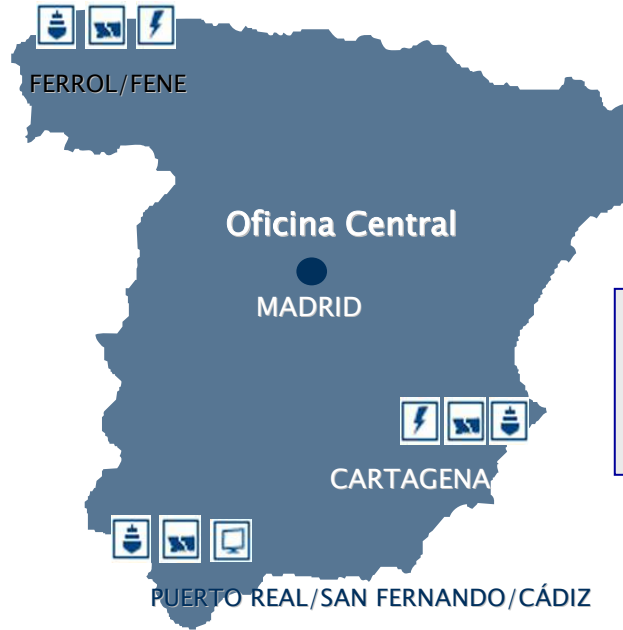 FERROL/FENE
Oficina Central
MADRID
CARTAGENA
PUERTO REAL/SAN FERNANDO/CÁDIZ